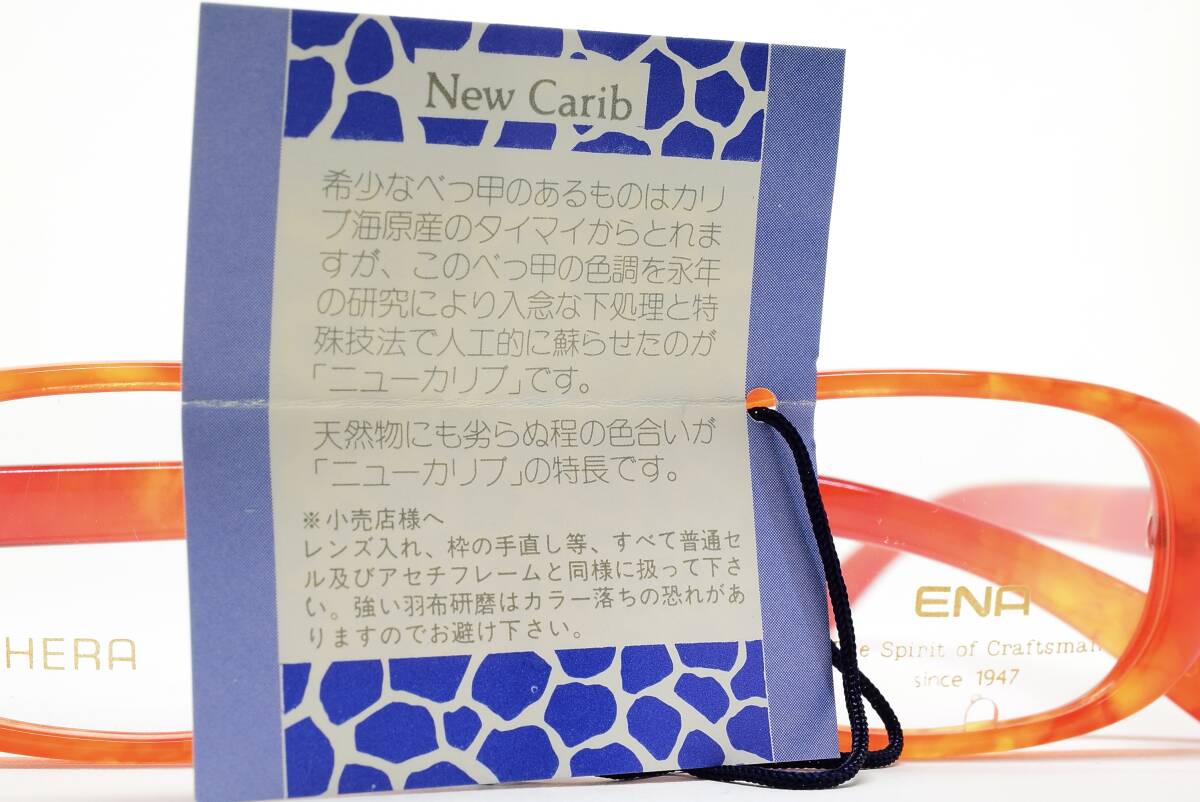 New Carib
希少なべっ甲のあるものはカリ
ブ海原産のタイマイからとれま
すが、このべっ甲の色調を永年
の研究により入念な下処理と特
殊技法で人工的に蘇らせたのが
「ニューカリブ」です。
天然物にも劣らぬ程の色合いが
「ニューカリブ」の特長です。
※小売店様へ
レンズ入れ、枠の手直し等、すべて普通セ
ル及びアセチフレームと同様に扱って下さ
い。強い羽布研磨はカラー落ちの恐れがあ
りますのでお避け下さい。
HERA
ENA
Spirit of Craftsman
since 1947